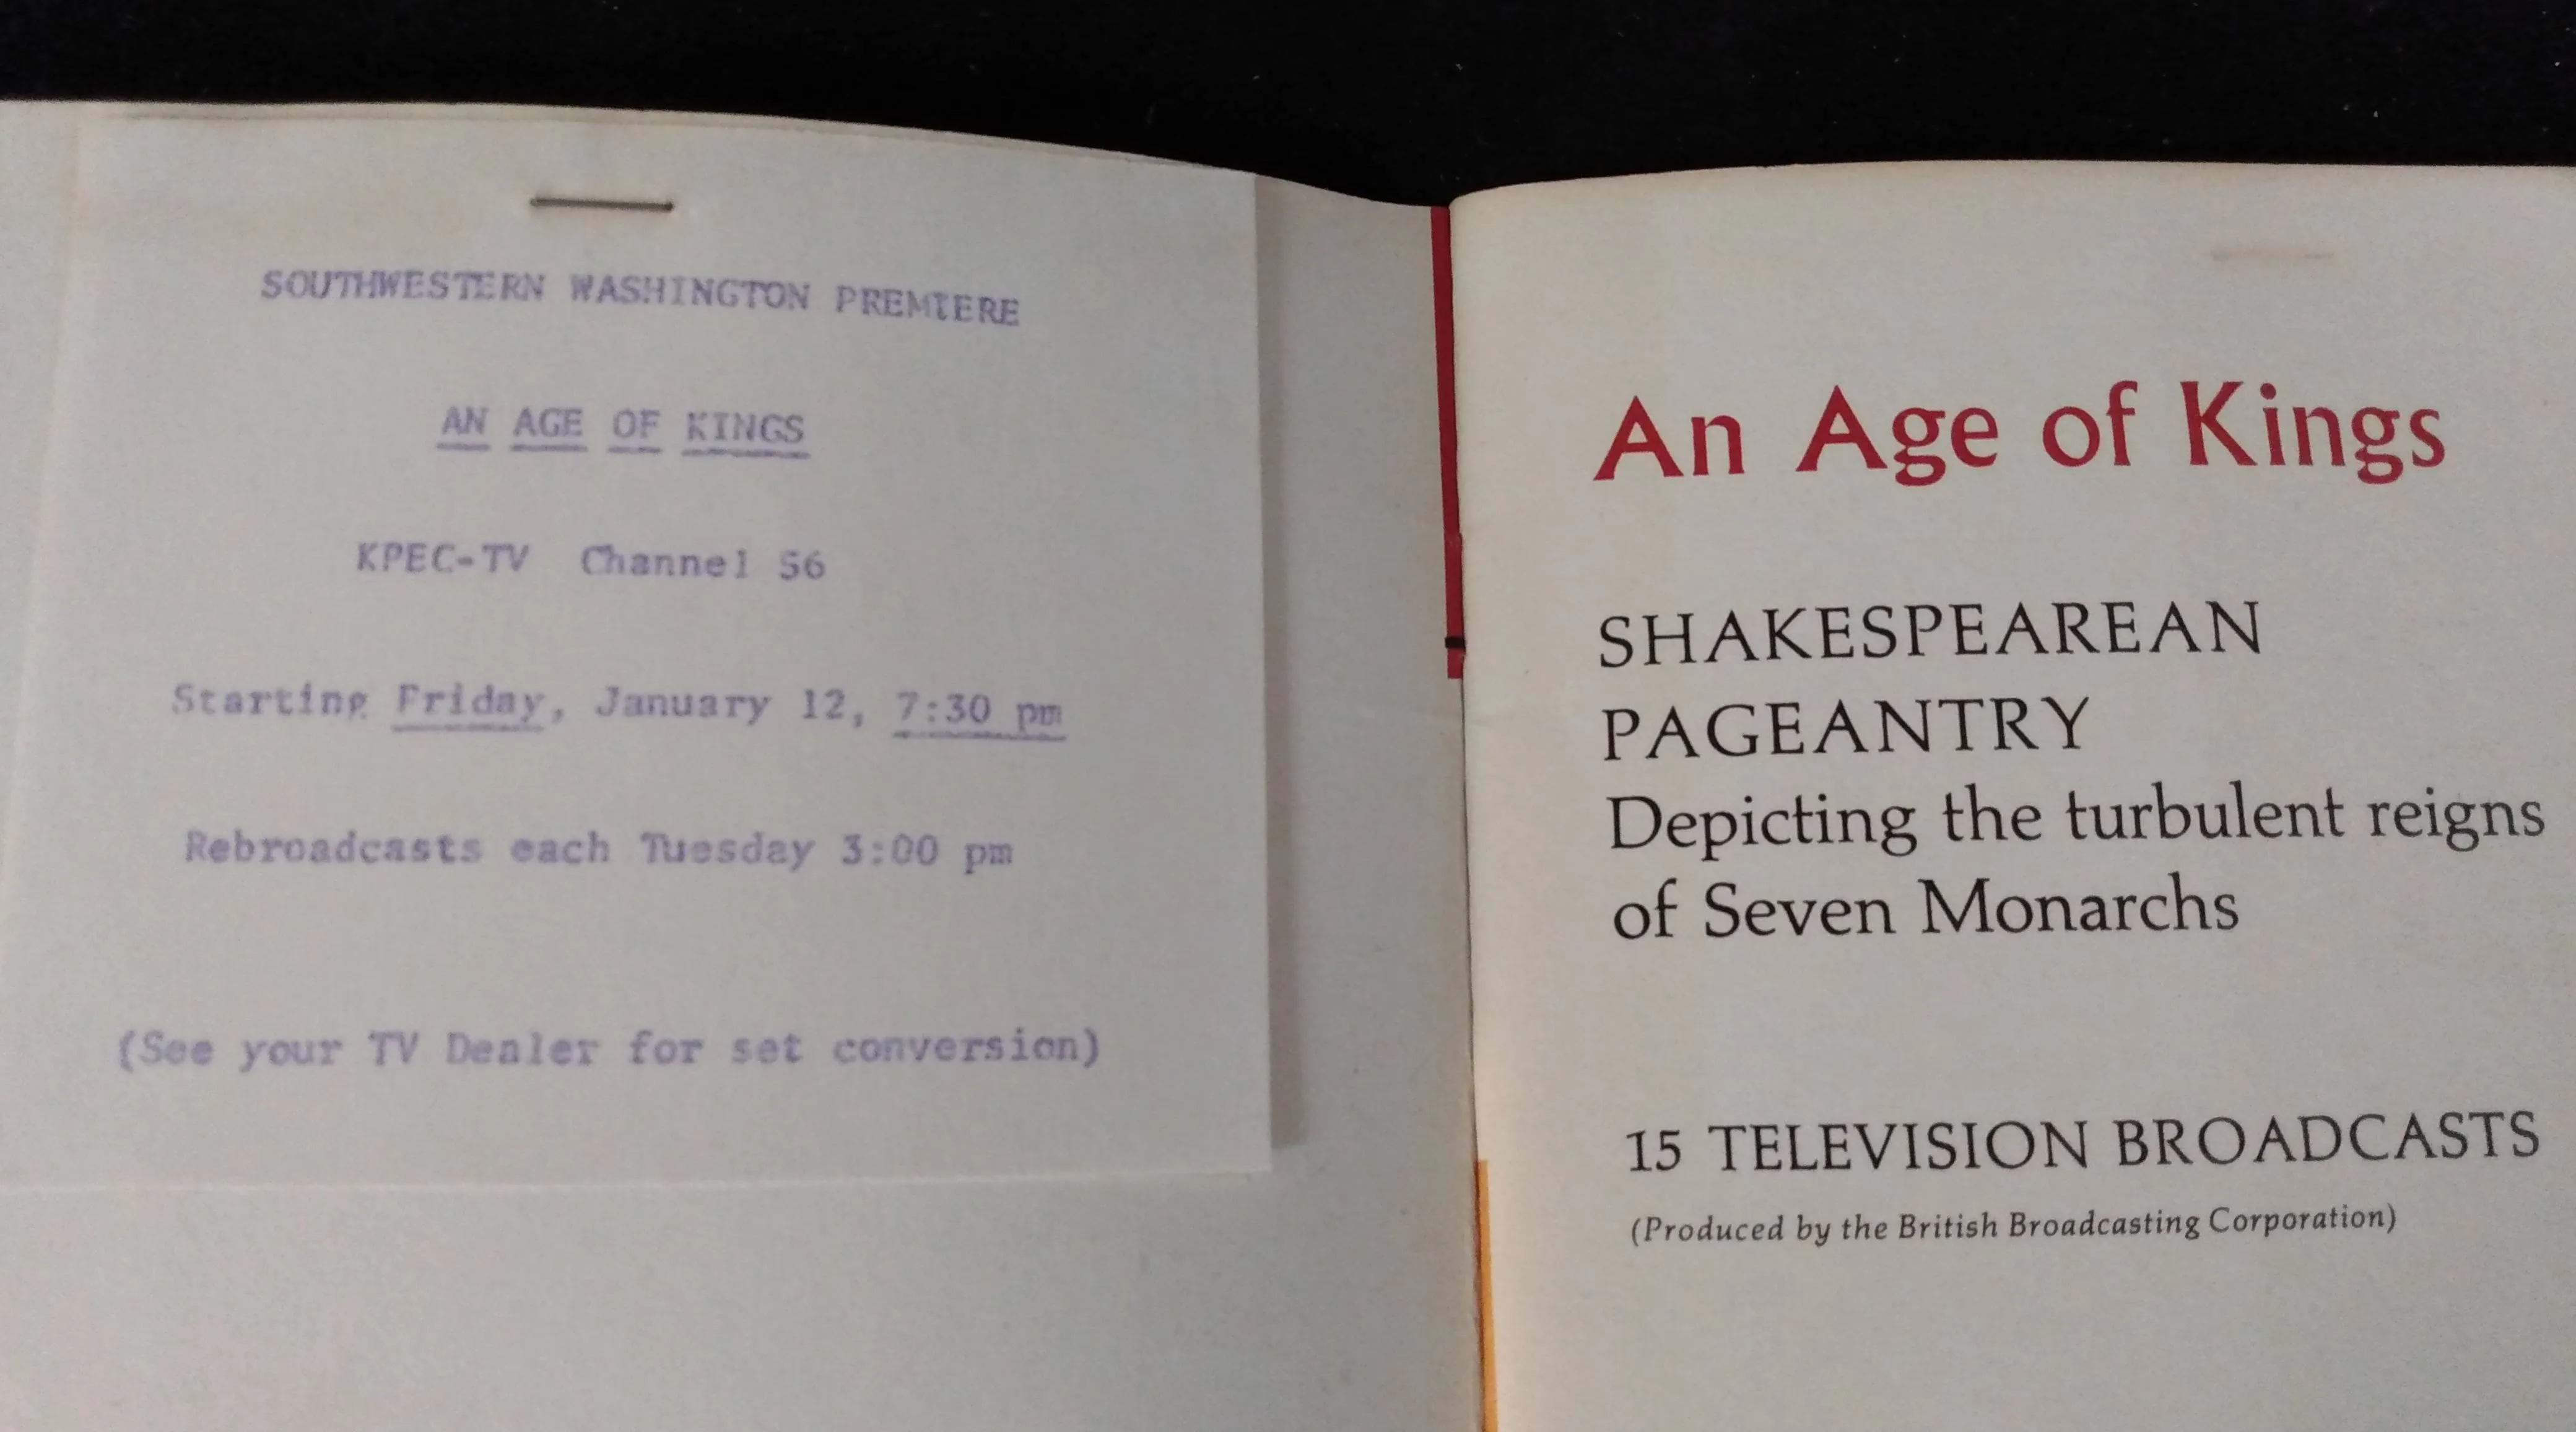 SOUTHWESTERN WASHINGTON PREMIERE
AN AGE OF KINGS
KPEC-TV Channel 56
Starting Friday, January 12, 7:30 pm
Rebroadcasts each Tuesday 3:00 pm
(See your TV Dealer for set conversion)
An Age of Kings
SHAKESPEAREAN
PAGEANTRY
Depicting the turbulent reigns
of Seven Monarchs
15 TELEVISION BROADCASTS
(Produced by the British Broadcasting Corporation)